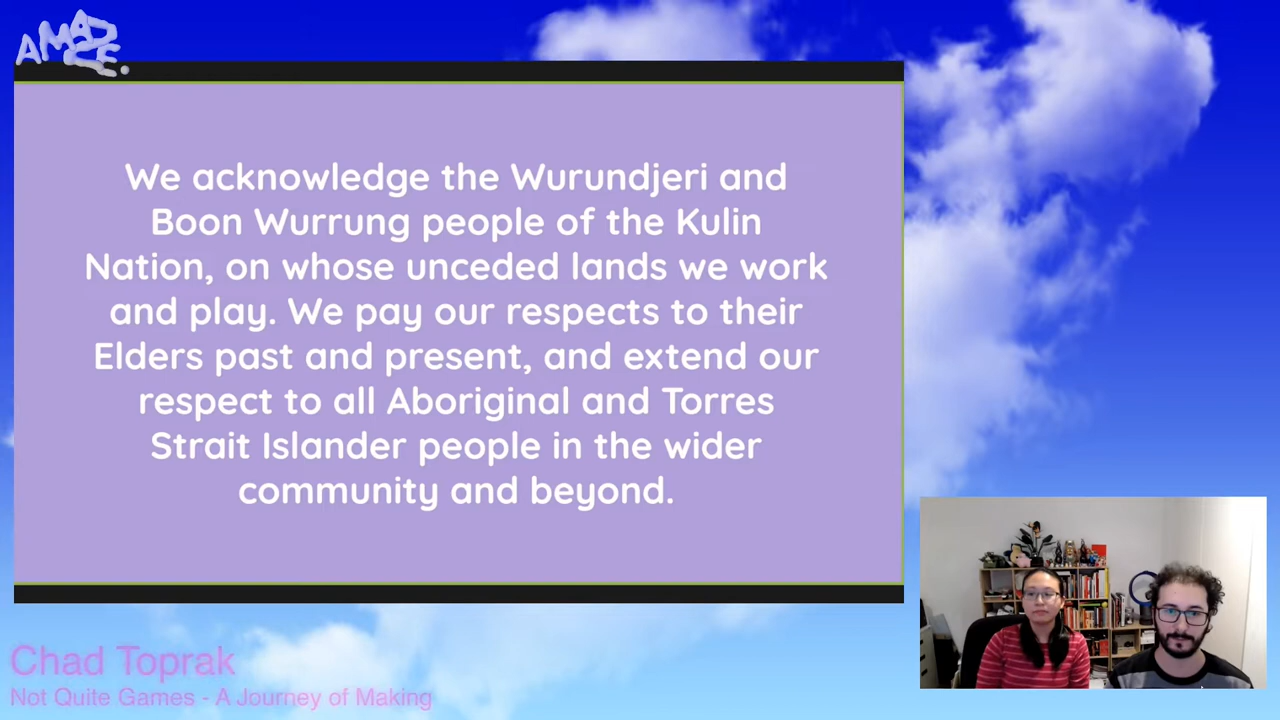 AMAZE.
We acknowledge the Wurundjeri and
Boon Wurrung people of the Kulin
Nation, on whose unceded lands we work
and play. We pay our respects to their
Elders past and present, and extend our
respect to all Aboriginal and Torres
Strait Islander people in the wider
community and beyond.
Chad Toprak
Not Quite Games - A Journey of Making